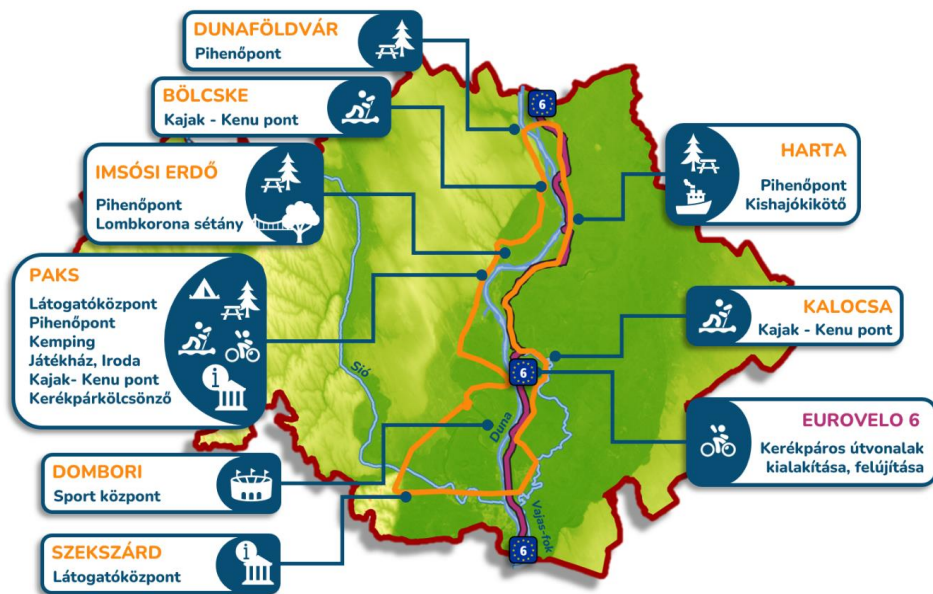 DUNAFÖLDVÁR
Pihenőpont
BÖLCSKE
Kajak - Kenu pont
IMSÓSI ERDŐ
Pihenőpont
Lombkorona sétány
PAKS
Látogatóközpont
Pihenőpont
Kemping
Játékház, Iroda
Kajak- Kenu pont
Kerékpárkölcsönző
DOMBORI
Sport központ
SZEKSZÁRD
Látogatóközpont
6
Sió
6
Duna
Vajas-fok
6
HARTA
Pihenőpont
Kishajókikötő
KALOCSA
Kajak - Kenu pont
EUROVELO 6
Kerékpáros útvonalak
kialakítása, felújítása